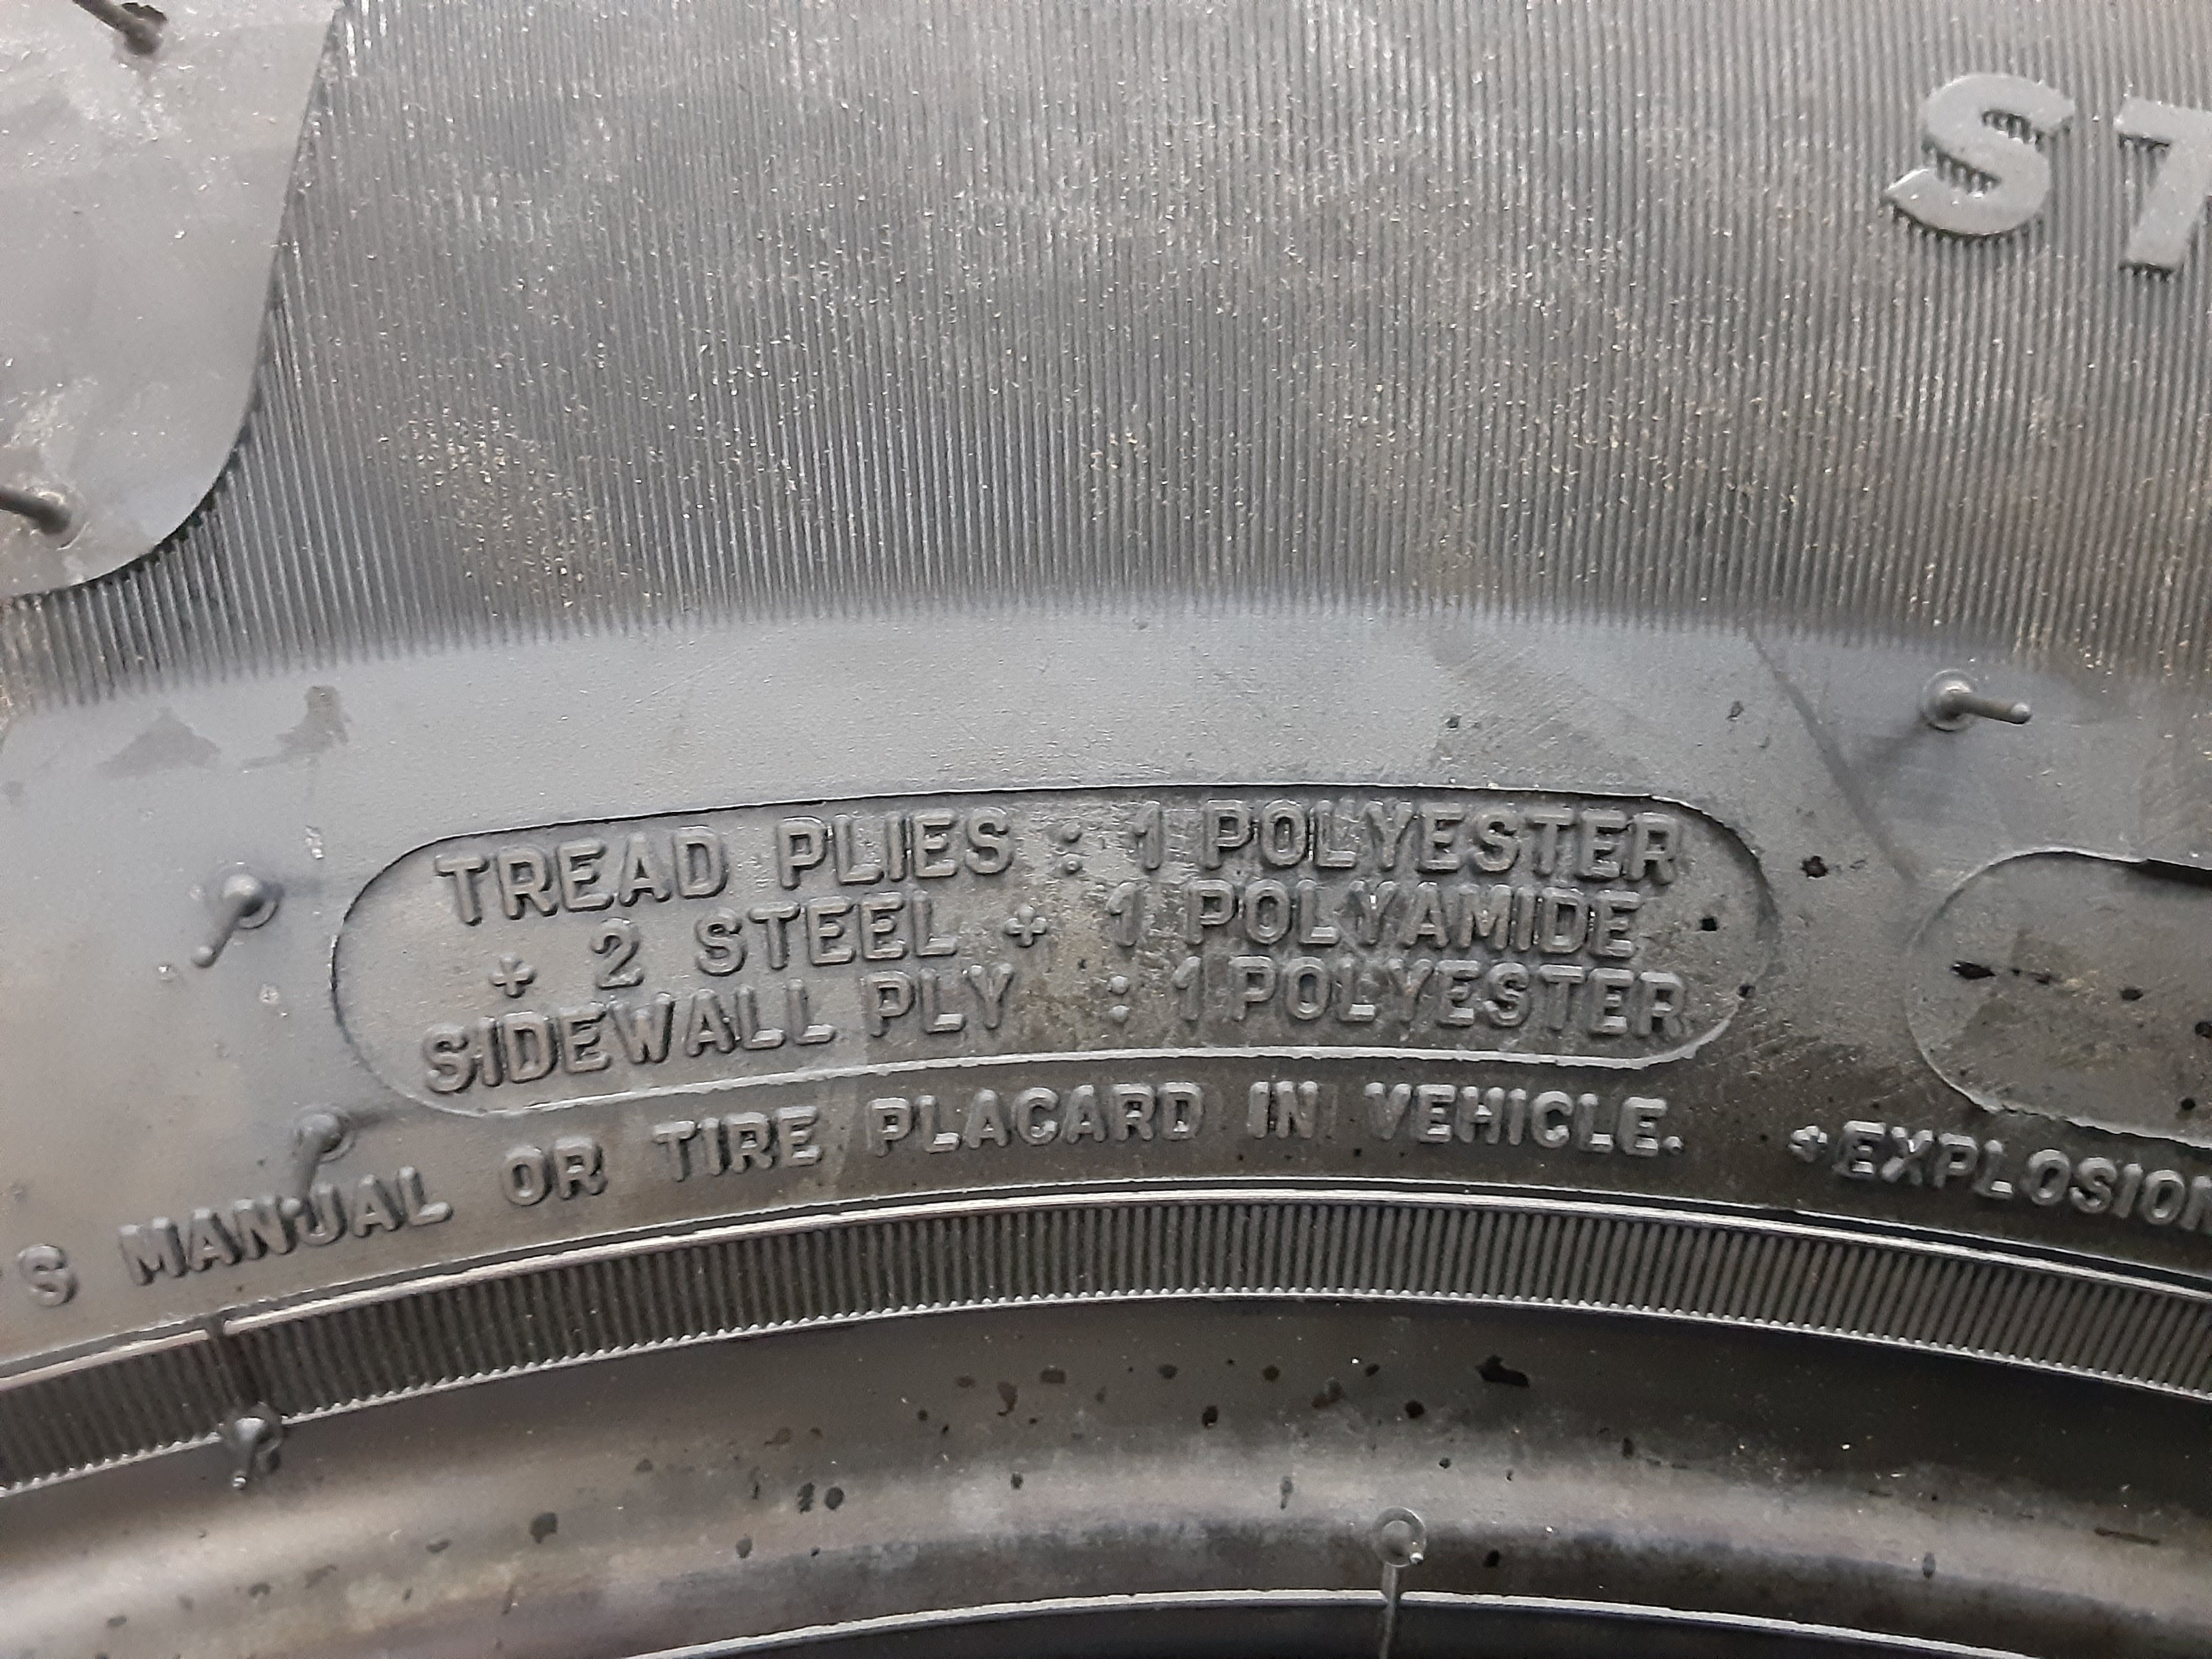 ST
TREAD PLIES : 1 POLYESTER
+ 2 STEEL + 1 POLYAMIDE
SIDEWALL PLY : 1 POLYESTER
'S MANUAL OR TIRE PLACARD IN VEHICLE. •EXPLOSION